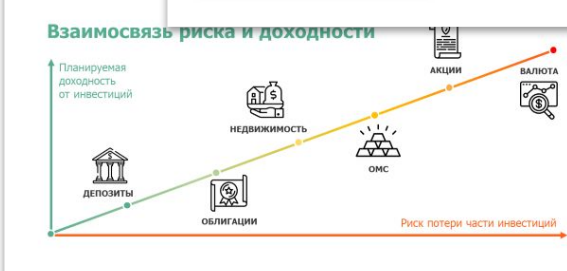 Взаимосвязь риска и доходности
Планируемая
доходность
от инвестиций
АКЦИИ
ВАЛЮТА
НЕДВИЖИМОСТЬ
ОМС
ДЕПОЗИТЫ
ОБЛИГАЦИИ
Риск потери части инвестиций